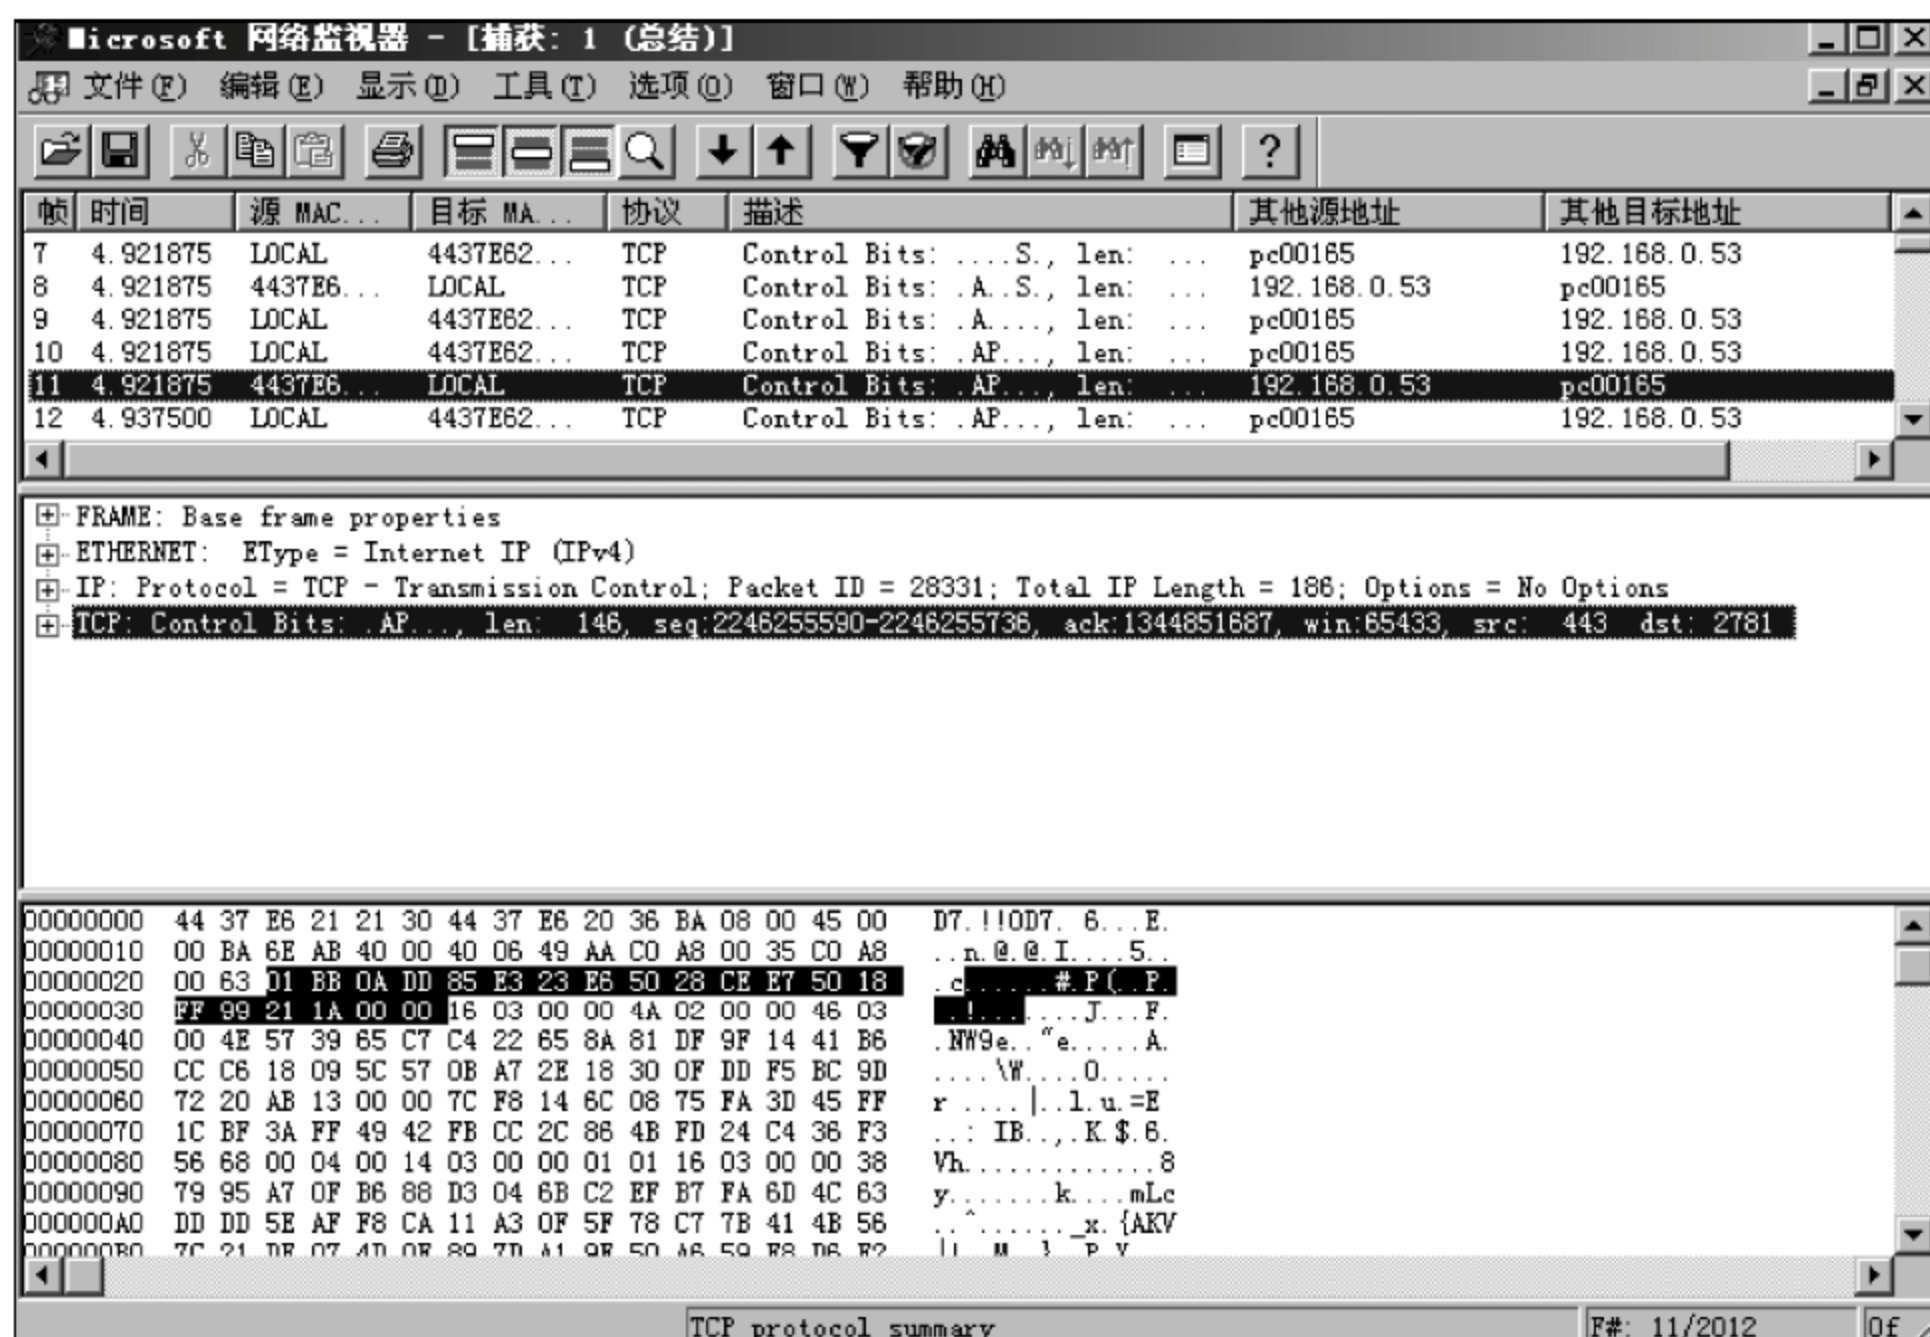 Microsoft 网络监视器 - [捕获: 1 (总结)]
文件(F) 编辑(E) 显示(D) 工具(T) 选项(O) 窗口(W) 帮助(H)
帧 时间 源 MAC... 目标 MA... 协议 描述 其他源地址 其他目标地址
7 4.921875 LOCAL 4437E62... TCP Control Bits: ....S., len: ... pc00165 192.168.0.53
8 4.921875 4437E6... LOCAL TCP Control Bits: .A..S., len: ... 192.168.0.53 pc00165
9 4.921875 LOCAL 4437E62... TCP Control Bits: .A...., len: ... pc00165 192.168.0.53
10 4.921875 LOCAL 4437E62... TCP Control Bits: .AP..., len: ... pc00165 192.168.0.53
11 4.921875 4437E6... LOCAL TCP Control Bits: .AP..., len: ... 192.168.0.53 pc00165
12 4.937500 LOCAL 4437E62... TCP Control Bits: .AP..., len: ... pc00165 192.168.0.53
FRAME: Base frame properties
ETHERNET: EType = Internet IP (IPv4)
IP: Protocol = TCP - Transmission Control; Packet ID = 28331; Total IP Length = 186; Options = No Options
TCP: Control Bits: .AP..., len: 146, seq:2246255590-2246255736, ack:1344851687, win:65433, src: 443 dst: 2781
00000000 44 37 E6 21 21 30 44 37 E6 20 36 BA 08 00 45 00 D7.!!0D7. 6...E.
00000010 00 BA 6E AB 40 00 40 06 49 AA C0 A8 00 35 C0 A8 ..n.@.@.I....5..
00000020 00 63 01 BB 0A DD 85 E3 23 E6 50 28 CE E7 50 18 .c......#.P(..P.
00000030 FF 99 21 1A 00 00 16 03 00 00 4A 02 00 00 46 03 ..!.......J...F.
00000040 00 4E 57 39 65 C7 C4 22 65 8A 81 DF 9F 14 41 B6 .NW9e.."e.....A.
00000050 CC C6 18 09 5C 57 0B A7 2E 18 30 0F DD F5 BC 9D ....\W....0.....
00000060 72 20 AB 13 00 00 7C F8 14 6C 08 75 FA 3D 45 FF r ....|..l.u.=E
00000070 1C BF 3A FF 49 42 FB CC 2C 86 4B FD 24 C4 36 F3 ..: IB..,.K.$.6.
00000080 56 68 00 04 00 14 03 00 00 01 01 16 03 00 00 38 Vh.............8
00000090 79 95 A7 0F B6 88 D3 04 6B C2 EF B7 FA 6D 4C 63 y.......k....mLc
000000A0 DD DD 5E AF F8 CA 11 A3 0F 5F 78 C7 7B 41 4B 56 ..^......_x.{AKV
TCP protocol summary F#: 11/2012 Of